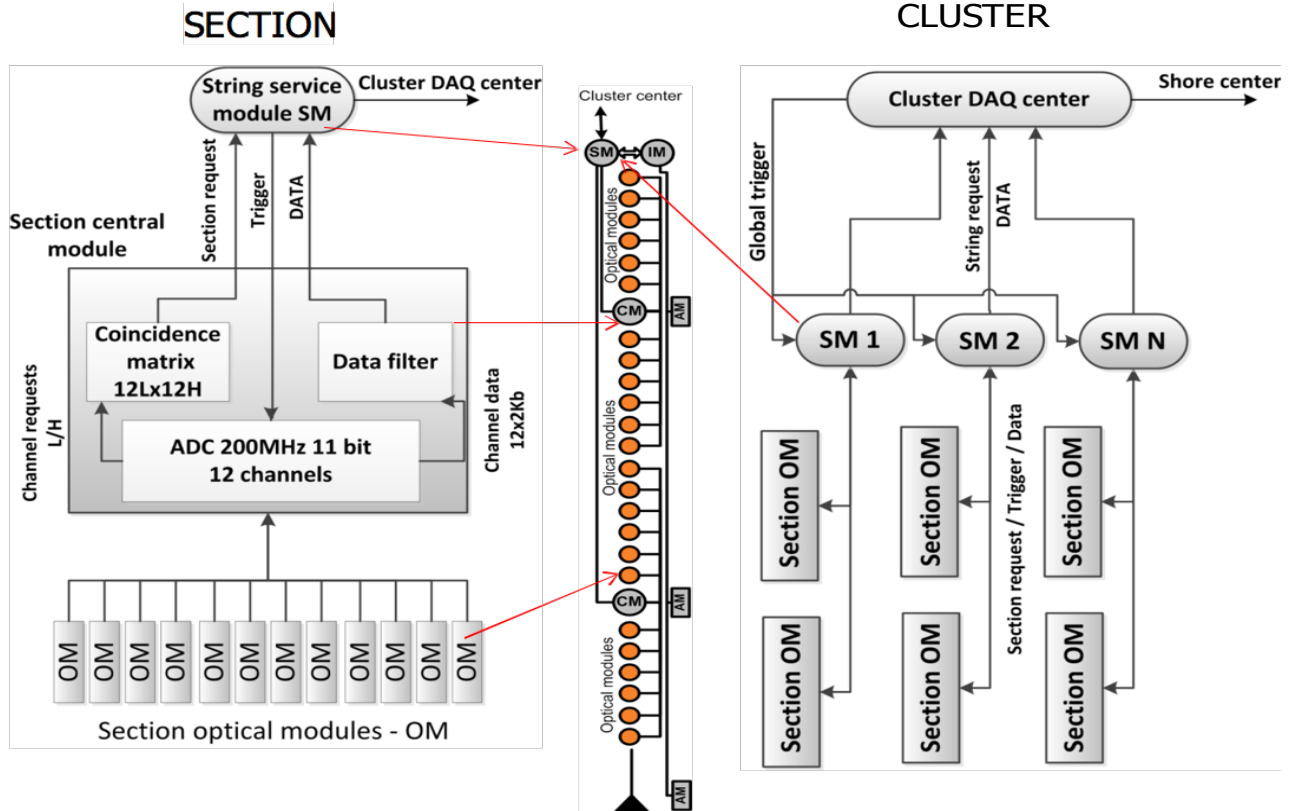 SECTION
CLUSTER
String service
module SM
Cluster DAQ center
Section request
Trigger
DATA
Section central
module
Coincidence
matrix
12Lx12H
Data filter
Channel requests
L/H
Channel data
12x2Kb
ADC 200MHz 11 bit
12 channels
OM
OM
OM
OM
OM
OM
OM
OM
OM
OM
OM
OM
Section optical modules - OM
Cluster center
SM
IM
Optical modules
CM
AM
Optical modules
CM
AM
Optical modules
AM
Cluster DAQ center
Shore center
Global trigger
String request
DATA
SM 1
SM 2
SM N
Section OM
Section OM
Section OM
Section request / Trigger / Data
Section OM
Section OM
Section OM